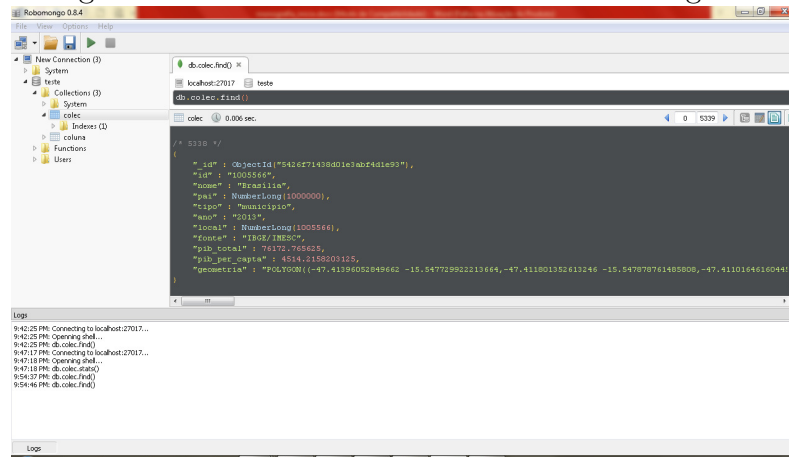 Robomongo 0.8.4
File View Options Help
New Connection (3)
System
teste
Collections (3)
System
colec
Indexes (1)
coluna
Functions
Users
db.colec.find()
localhost:27017 teste
db.colec.find()
colec 0.006 sec.
0 5339
/* 5338 */
{
"_id" : ObjectId("5426f71438d01e3abf4d1e93"),
"id" : "1005566",
"nome" : "Brasília",
"pai" : NumberLong(1000000),
"tipo" : "município",
"ano" : "2013",
"local" : NumberLong(1005566),
"fonte" : "IBGE/IMESC",
"pib_total" : 76172.765625,
"pib_per_capta" : 4514.2158203125,
"geometria" : "POLYGON((-47.41396052849662 -15.547729922213664,-47.411801352613246 -15.547878761485808,-47.4110164616044
}
Logs
9:42:25 PM: Connecting to localhost:27017...
9:42:25 PM: Openning shell...
9:42:25 PM: db.colec.find()
9:47:17 PM: Connecting to localhost:27017...
9:47:18 PM: Openning shell...
9:47:18 PM: db.colec.stats()
9:54:37 PM: db.colec.find()
9:54:46 PM: db.colec.find()
Logs